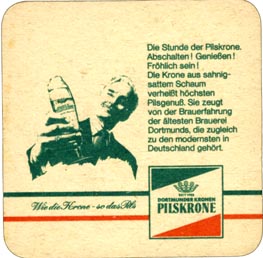 Die Stunde der Pilskrone.
Abschalten! Genießen!
Fröhlich sein!
Die Krone aus sahnig-
sattem Schaum
verheißt höchsten
Pilsgenuß. Sie zeugt
von der Brauerfahrung
der ältesten Brauerei
Dortmunds, die zugleich
zu den modernsten in
Deutschland gehört.
Wie die Krone - so das Pils
DORTMUNDER KRONEN
PILSKRONE